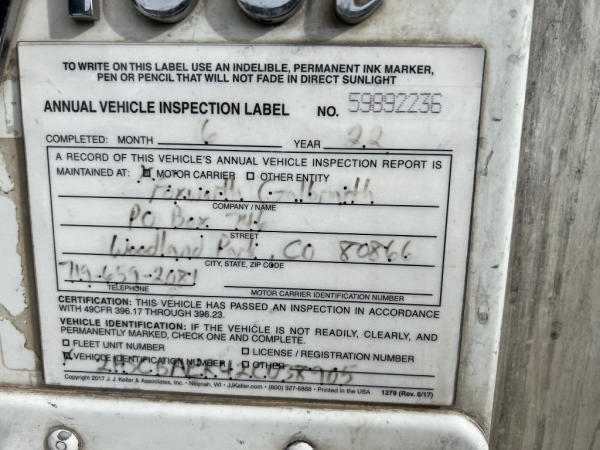 TO WRITE ON THIS LABEL USE AN INDELIBLE, PERMANENT INK MARKER,
PEN OR PENCIL THAT WILL NOT FADE IN DIRECT SUNLIGHT
ANNUAL VEHICLE INSPECTION LABEL NO. 59892236
COMPLETED: MONTH 6 YEAR 22
A RECORD OF THIS VEHICLE'S ANNUAL VEHICLE INSPECTION REPORT IS
MAINTAINED AT: MOTOR CARRIER OTHER ENTITY
Foxworth Galbraith
COMPANY / NAME
PO Box
STREET
Woodland Park, CO 80866
CITY, STATE, ZIP CODE
719-659-2081
TELEPHONE MOTOR CARRIER IDENTIFICATION NUMBER
CERTIFICATION: THIS VEHICLE HAS PASSED AN INSPECTION IN ACCORDANCE
WITH 49CFR 396.17 THROUGH 396.23.
VEHICLE IDENTIFICATION: IF THE VEHICLE IS NOT READILY, CLEARLY, AND
PERMANENTLY MARKED, CHECK ONE AND COMPLETE.
FLEET UNIT NUMBER LICENSE / REGISTRATION NUMBER
VEHICLE IDENTIFICATION NUMBER OTHER
Copyright 2017 J. J. Keller & Associates, Inc. • Neenah, WI • JJKeller.com • (800) 327-6868 • Printed in the USA 1279 (Rev. 8/17)